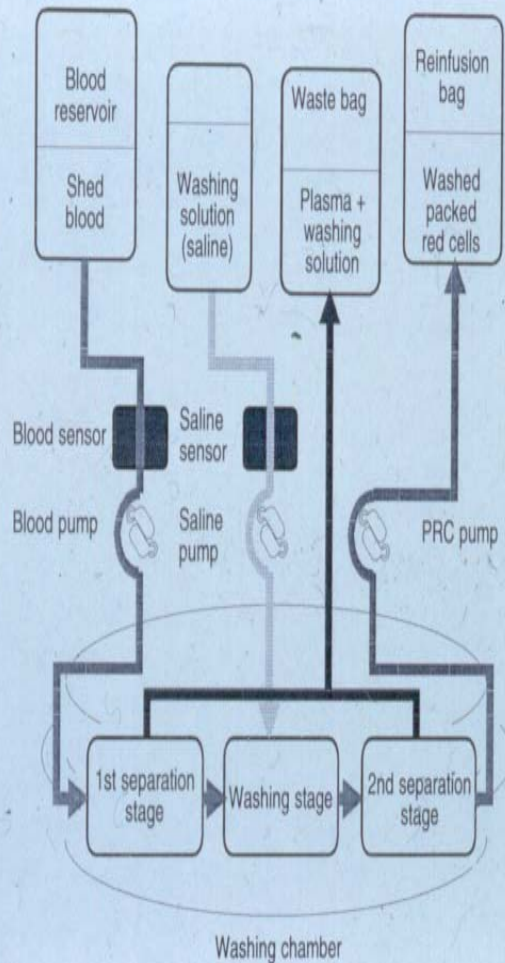 Blood
reservoir
Shed
blood
Washing
solution
(saline)
Waste bag
Plasma +
washing
solution
Reinfusion
bag
Washed
packed
red cells
Blood sensor
Saline
sensor
Blood pump
Saline
pump
PRC pump
1st separation
stage
Washing stage
2nd separation
stage
Washing chamber